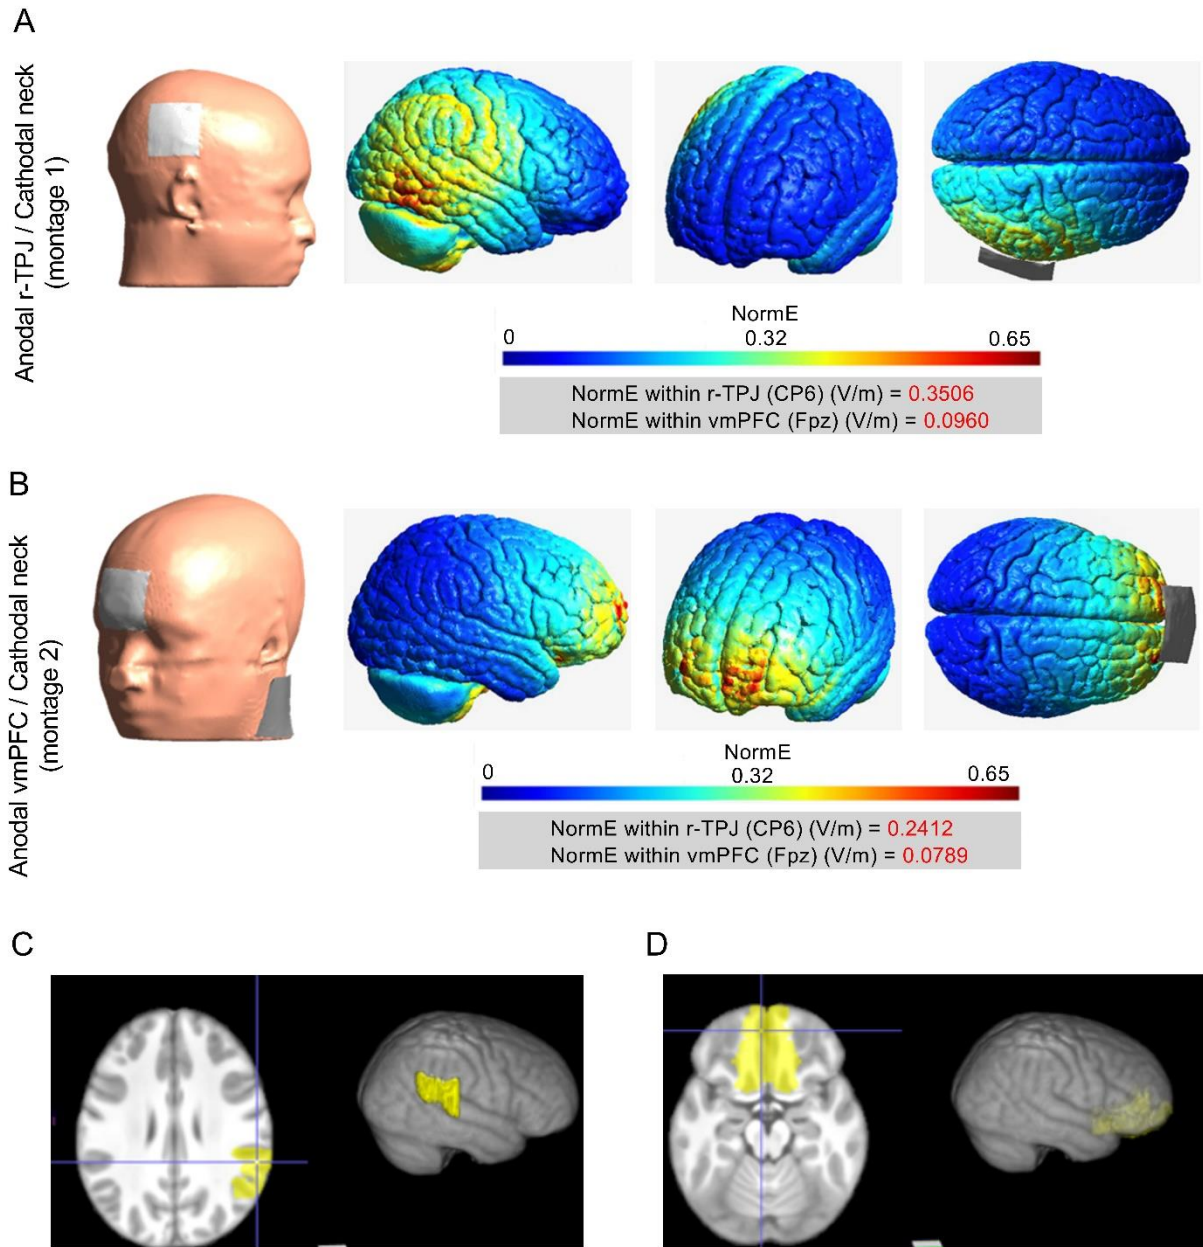 A
Anodal r-TPJ / Cathodal neck
(montage 1)
NormE
0 0.32 0.65
NormE within r-TPJ (CP6) (V/m) = 0.3506
NormE within vmPFC (Fpz) (V/m) = 0.0960
B
Anodal vmPFC / Cathodal neck
(montage 2)
NormE
0 0.32 0.65
NormE within r-TPJ (CP6) (V/m) = 0.2412
NormE within vmPFC (Fpz) (V/m) = 0.0789
C
D